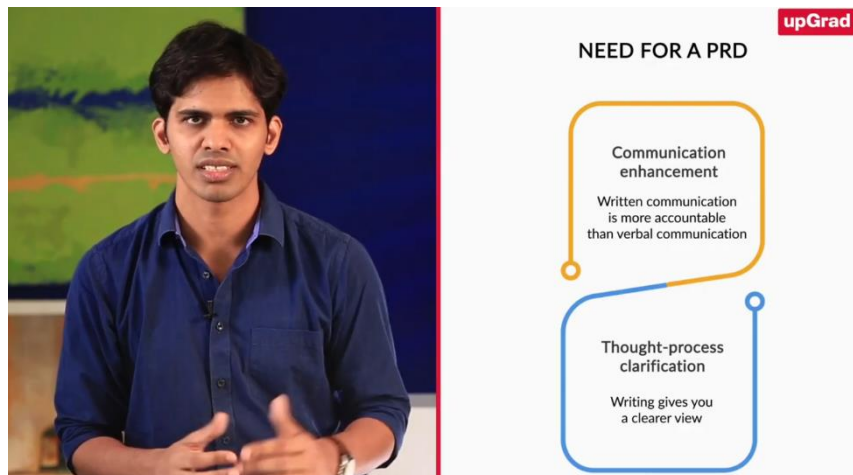 upGrad
NEED FOR A PRD
Communication
enhancement
Written communication
is more accountable
than verbal communication
Thought-process
clarification
Writing gives you
a clearer view